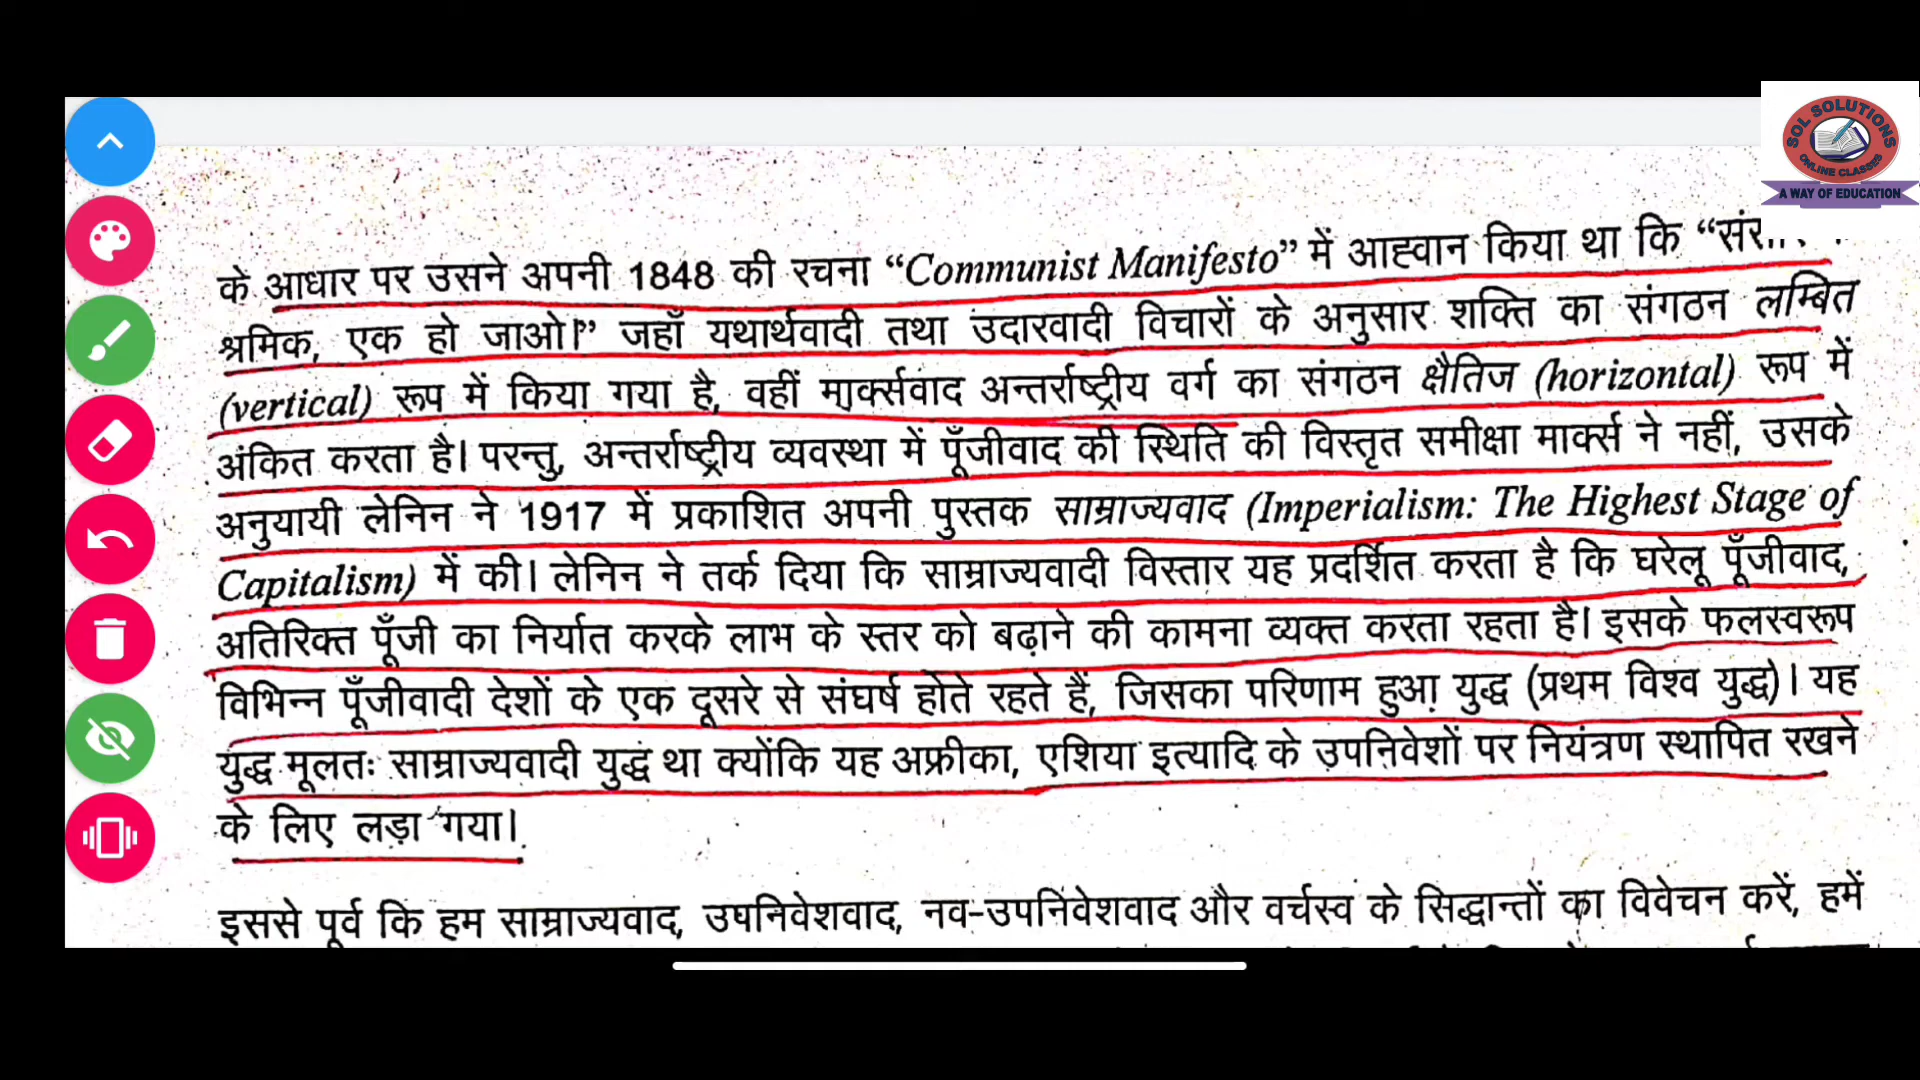 SOL SOLUTIONS
ONLINE CLASSES
A WAY OF EDUCATION
के आधार पर उसने अपनी 1848 की रचना “Communist Manifesto” में आह्वान किया था कि
श्रमिक, एक हो जाओ।” जहाँ यथार्थवादी तथा उदारवादी विचारों के अनुसार शक्ति का संगठन लम्बित
(vertical) रूप में किया गया है, वहीं मार्क्सवाद अन्तर्राष्ट्रीय वर्ग का संगठन क्षैतिज (horizontal) रूप में
अंकित करता है। परन्तु, अन्तर्राष्ट्रीय व्यवस्था में पूँजीवाद की स्थिति की विस्तृत समीक्षा मार्क्स ने नहीं, उसके
अनुयायी लेनिन ने 1917 में प्रकाशित अपनी पुस्तक साम्राज्यवाद (Imperialism: The Highest Stage of
Capitalism) में की। लेनिन ने तर्क दिया कि साम्राज्यवादी विस्तार यह प्रदर्शित करता है कि घरेलू पूँजीवाद,
अतिरिक्त पूँजी का निर्यात करके लाभ के स्तर को बढ़ाने की कामना व्यक्त करता रहता है। इसके फलस्वरूप
विभिन्न पूँजीवादी देशों के एक दूसरे से संघर्ष होते रहते हैं, जिसका परिणाम हुआ युद्ध (प्रथम विश्व युद्ध)। यह
युद्ध मूलतः साम्राज्यवादी युद्ध था क्योंकि यह अफ्रीका, एशिया इत्यादि के उपनिवेशों पर नियंत्रण स्थापित रखने
के लिए लड़ा गया।
इससे पूर्व कि हम साम्राज्यवाद, उपनिवेशवाद, नव-उपनिवेशवाद और वर्चस्व के सिद्धान्तों का विवेचन करें, हमें